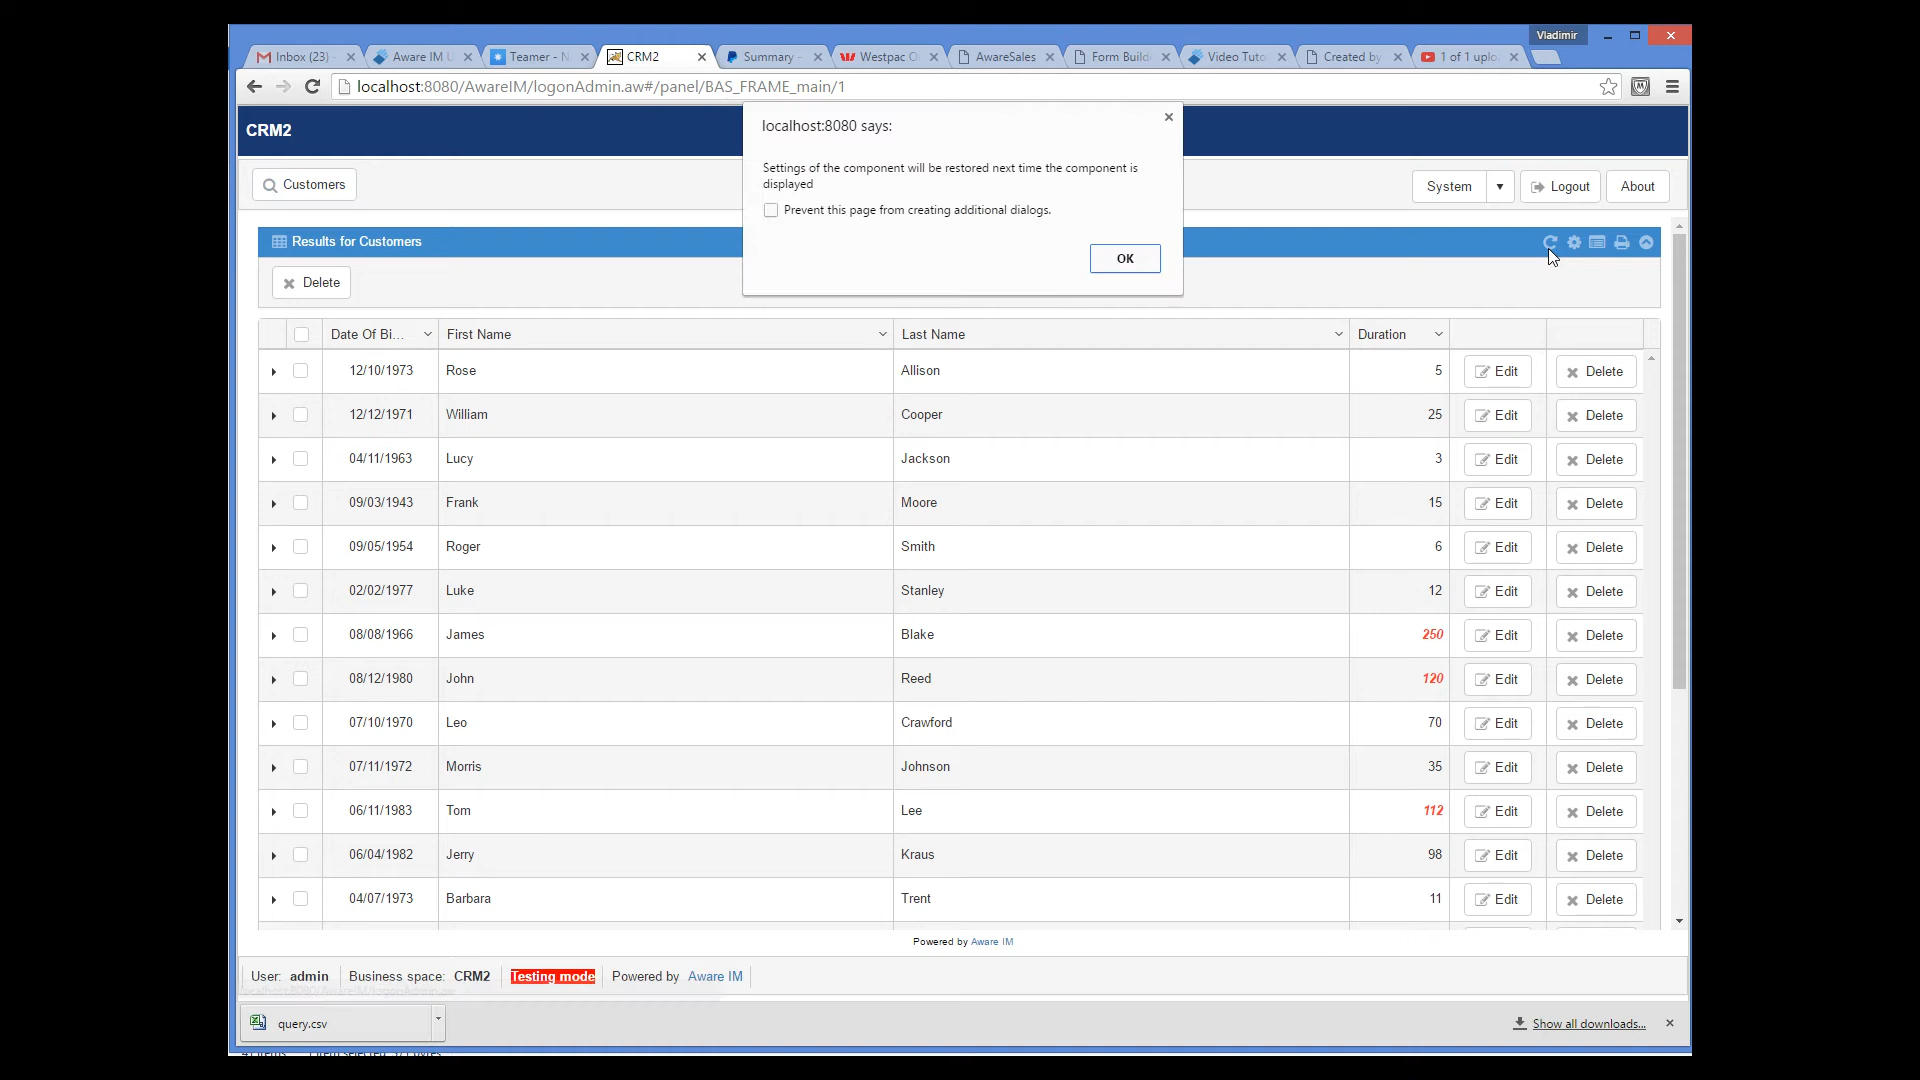 Vladimir
Inbox (23)
Aware IM U
Teamer - N
CRM2
Summary -
Westpac O
AwareSales
Form Build
Video Tuto
Created by
1 of 1 uplo
localhost:8080/AwareIM/logonAdmin.aw#/panel/BAS_FRAME_main/1
CRM2
localhost:8080 says:
Settings of the component will be restored next time the component is
displayed
Prevent this page from creating additional dialogs.
OK
Customers
System
Logout
About
Results for Customers
Delete
Date Of Bi... First Name Last Name Duration
12/10/1973 Rose Allison 5 Edit Delete
12/12/1971 William Cooper 25 Edit Delete
04/11/1963 Lucy Jackson 3 Edit Delete
09/03/1943 Frank Moore 15 Edit Delete
09/05/1954 Roger Smith 6 Edit Delete
02/02/1977 Luke Stanley 12 Edit Delete
08/08/1966 James Blake 250 Edit Delete
08/12/1980 John Reed 120 Edit Delete
07/10/1970 Leo Crawford 70 Edit Delete
07/11/1972 Morris Johnson 35 Edit Delete
06/11/1983 Tom Lee 112 Edit Delete
06/04/1982 Jerry Kraus 98 Edit Delete
04/07/1973 Barbara Trent 11 Edit Delete
Powered by Aware IM
User: admin Business space: CRM2 Testing mode Powered by Aware IM
localhost:8080/AwareIM/logonAdmin.aw
query.csv
Show all downloads...